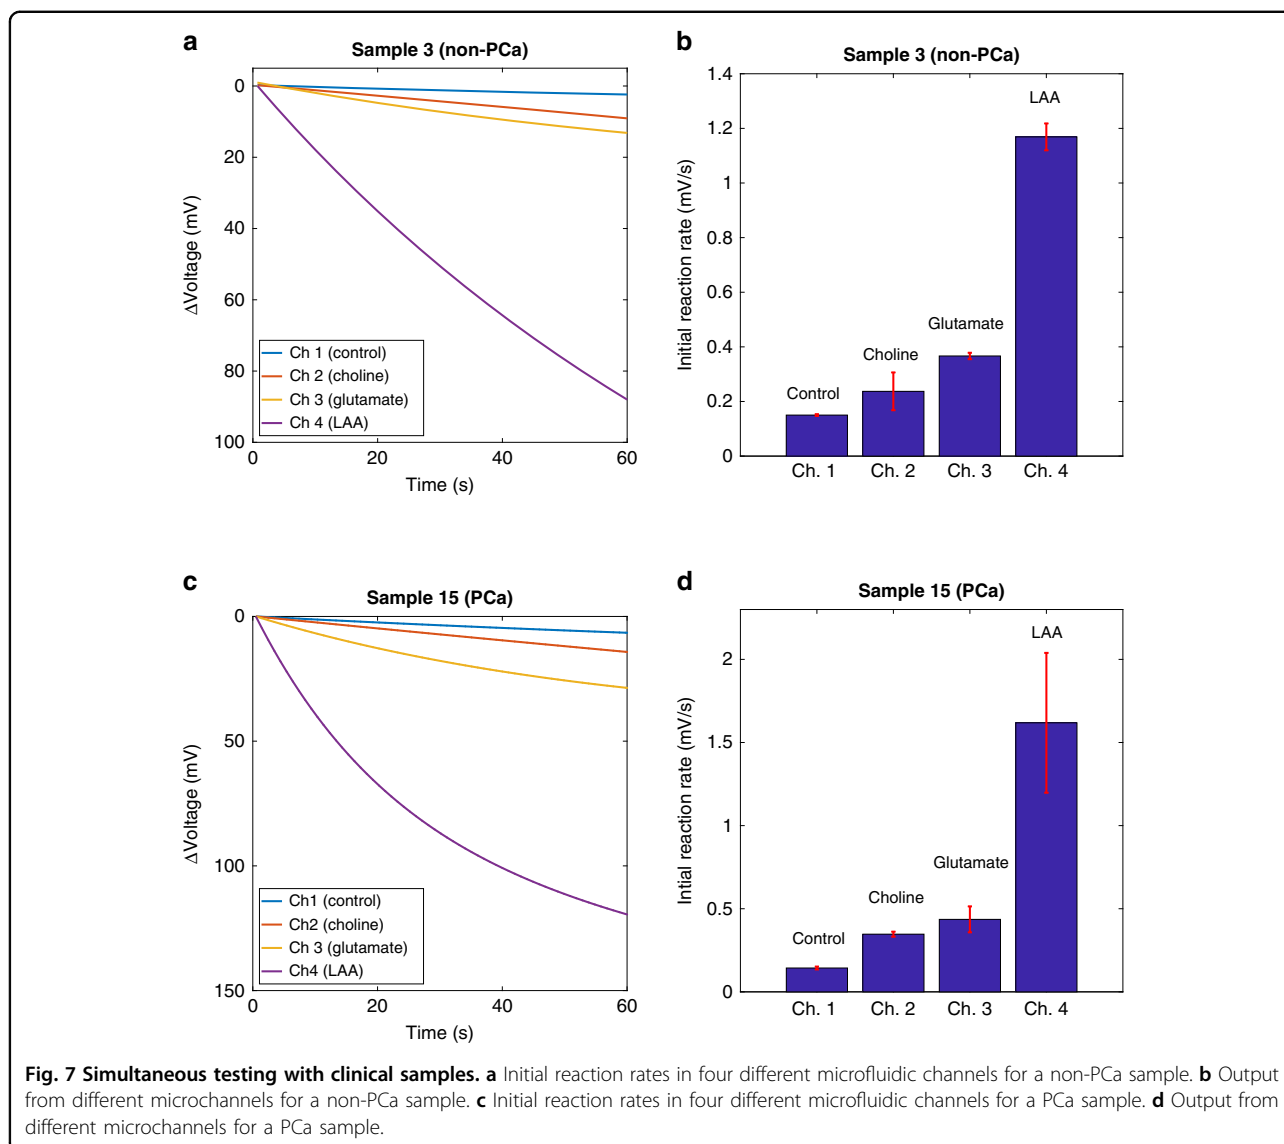 a
Sample 3 (non-PCa)
0
20
40
60
80
100
ΔVoltage (mV)
Ch 1 (control)
Ch 2 (choline)
Ch 3 (glutamate)
Ch 4 (LAA)
0
20
40
60
Time (s)
b
Sample 3 (non-PCa)
1.4
1.2
1
0.8
0.6
0.4
0.2
0
Initial reaction rate (mV/s)
Control
Choline
Glutamate
LAA
Ch. 1
Ch. 2
Ch. 3
Ch. 4
c
Sample 15 (PCa)
0
50
100
150
ΔVoltage (mV)
Ch1 (control)
Ch2 (choline)
Ch 3 (glutamate)
Ch4 (LAA)
0
20
40
60
Time (s)
d
Sample 15 (PCa)
2
1.5
1
0.5
0
Intial reaction rate (mV/s)
Control
Choline
Glutamate
LAA
Ch. 1
Ch. 2
Ch. 3
Ch. 4
Fig. 7 Simultaneous testing with clinical samples. a Initial reaction rates in four different microfluidic channels for a non-PCa sample. b Output
from different microchannels for a non-PCa sample. c Initial reaction rates in four different microfluidic channels for a PCa sample. d Output from
different microchannels for a PCa sample.